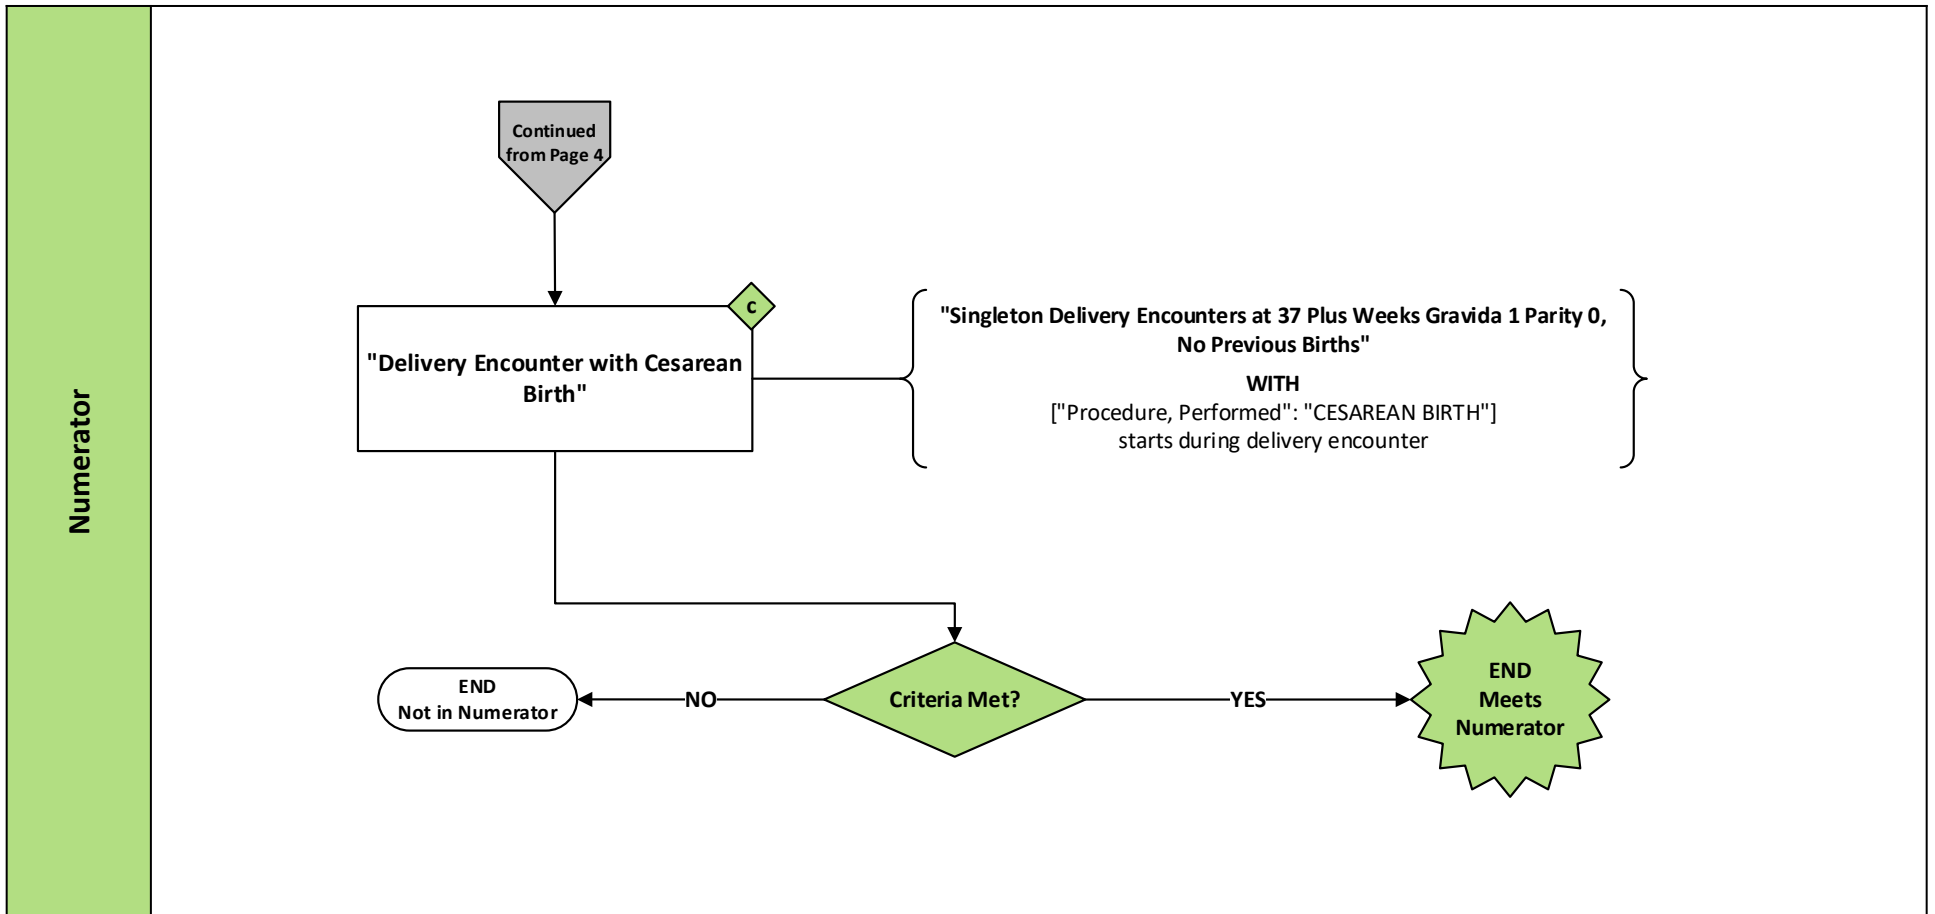 Numerator
Continued
from Page 4
c
"Delivery Encounter with Cesarean
Birth"
"Singleton Delivery Encounters at 37 Plus Weeks Gravida 1 Parity 0,
No Previous Births"
WITH
["Procedure, Performed": "CESAREAN BIRTH"]
starts during delivery encounter
END
Not in Numerator
NO
Criteria Met?
YES
END
Meets
Numerator